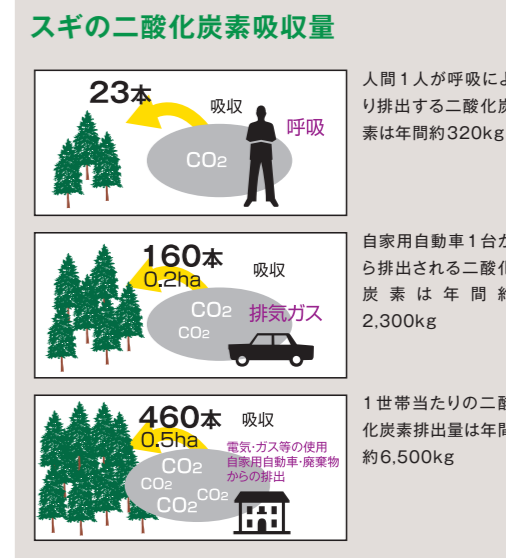 スギの二酸化炭素吸収量
23本
吸収
呼吸
CO2
人間1人が呼吸によ
り排出する二酸化炭
素は年間約320kg
160本
0.2ha
吸収
CO2
排気ガス
CO2
自家用自動車1台か
ら排出される二酸化
炭素は年間約
2,300kg
460本
吸収
0.5ha
電気・ガス等の使用
自家用自動車・廃棄物
からの排出
CO2
CO2
CO2
CO2
1世帯当たりの二酸
化炭素排出量は年間
約6,500kg